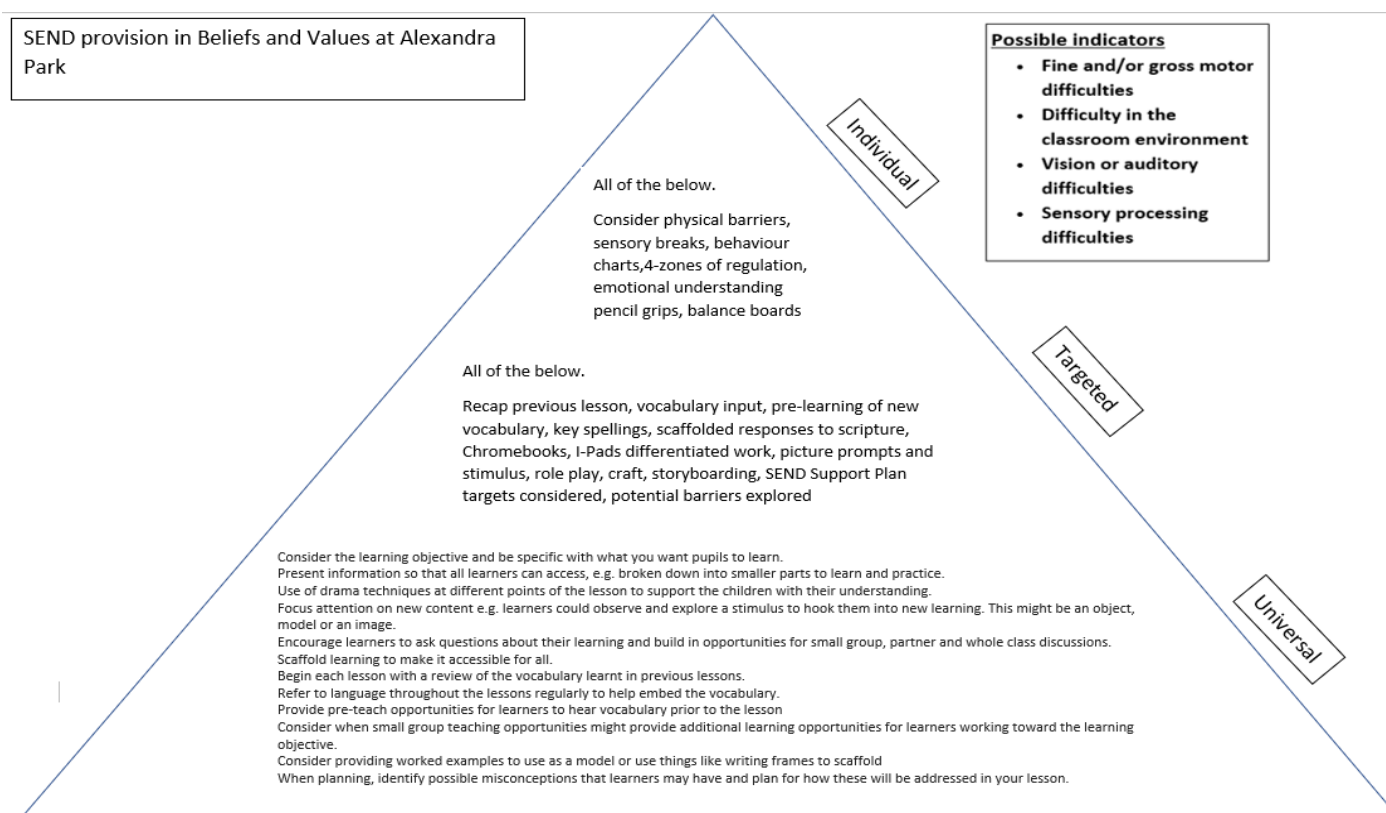 SEND provision in Beliefs and Values at Alexandra
Park
Possible indicators
• Fine and/or gross motor
difficulties
• Difficulty in the
classroom environment
• Vision or auditory
difficulties
• Sensory processing
difficulties
Individual
All of the below.
Consider physical barriers,
sensory breaks, behaviour
charts,4-zones of regulation,
emotional understanding
pencil grips, balance boards
Targeted
All of the below.
Recap previous lesson, vocabulary input, pre-learning of new
vocabulary, key spellings, scaffolded responses to scripture,
Chromebooks, I-Pads differentiated work, picture prompts and
stimulus, role play, craft, storyboarding, SEND Support Plan
targets considered, potential barriers explored
Universal
Consider the learning objective and be specific with what you want pupils to learn.
Present information so that all learners can access, e.g. broken down into smaller parts to learn and practice.
Use of drama techniques at different points of the lesson to support the children with their understanding.
Focus attention on new content e.g. learners could observe and explore a stimulus to hook them into new learning. This might be an object,
model or an image.
Encourage learners to ask questions about their learning and build in opportunities for small group, partner and whole class discussions.
Scaffold learning to make it accessible for all.
Begin each lesson with a review of the vocabulary learnt in previous lessons.
Refer to language throughout the lessons regularly to help embed the vocabulary.
Provide pre-teach opportunities for learners to hear vocabulary prior to the lesson
Consider when small group teaching opportunities might provide additional learning opportunities for learners working toward the learning
objective.
Consider providing worked examples to use as a model or use things like writing frames to scaffold
When planning, identify possible misconceptions that learners may have and plan for how these will be addressed in your lesson.